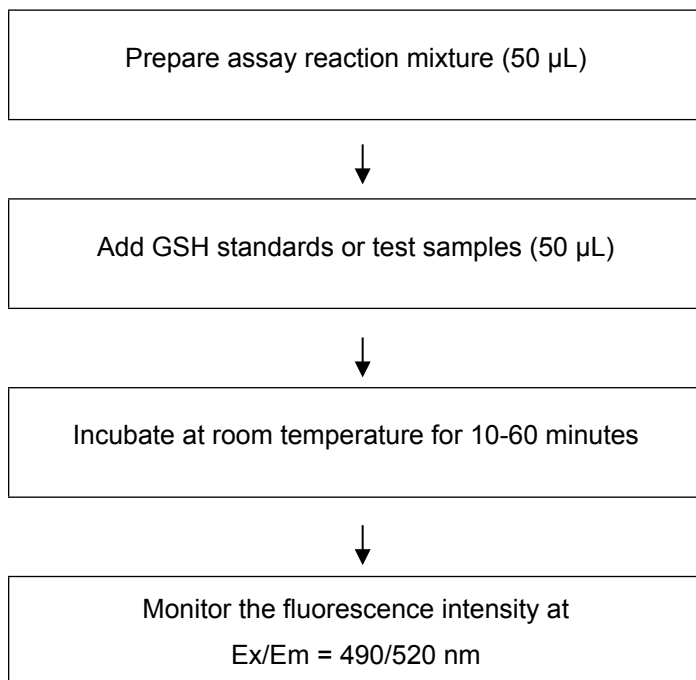 Prepare assay reaction mixture (50 µL)
Add GSH standards or test samples (50 µL)
Incubate at room temperature for 10-60 minutes
Monitor the fluorescence intensity at
Ex/Em = 490/520 nm